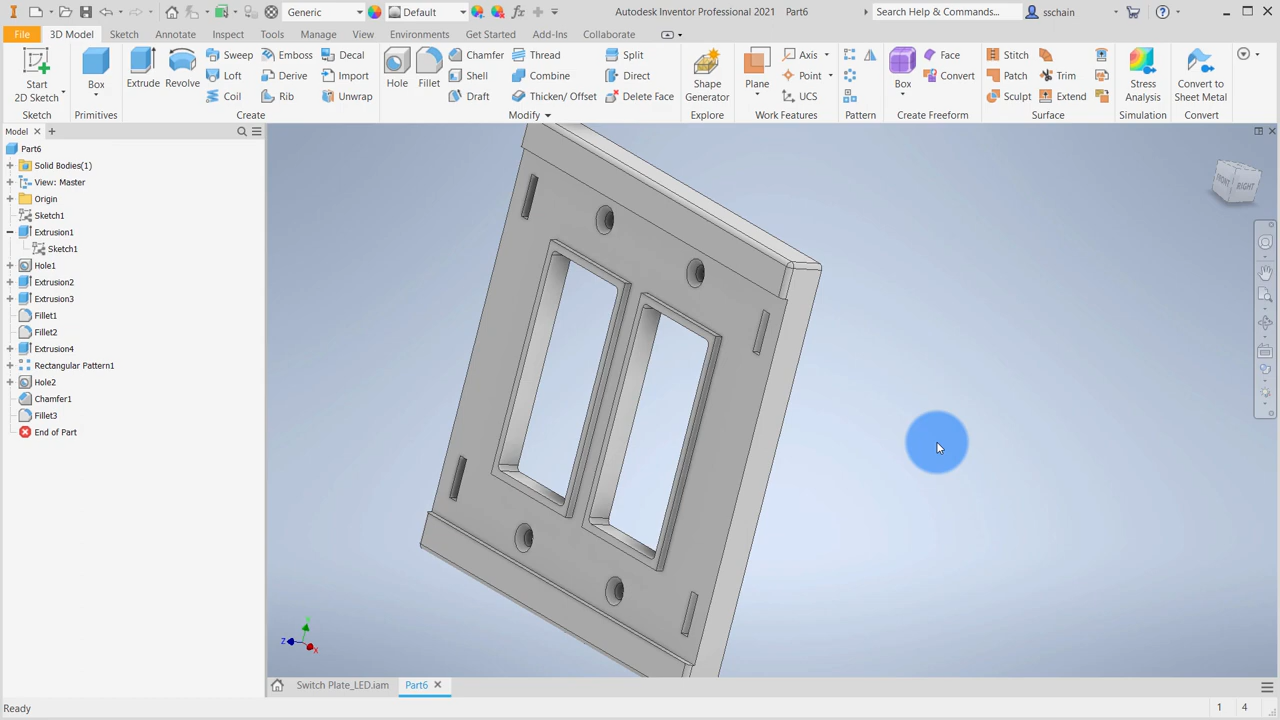 Generic
Default
Autodesk Inventor Professional 2021 Part6
Search Help & Commands...
sschain
File 3D Model Sketch Annotate Inspect Tools Manage View Environments Get Started Add-Ins Collaborate
Start
2D Sketch
Sketch
Box
Primitives
Extrude
Revolve
Sweep
Loft
Coil
Emboss
Derive
Rib
Decal
Import
Unwrap
Create
Hole
Fillet
Chamfer
Shell
Draft
Thread
Combine
Thicken/ Offset
Split
Direct
Delete Face
Modify
Shape
Generator
Explore
Plane
Axis
Point
UCS
Work Features
Pattern
Box
Face
Convert
Create Freeform
Stitch
Patch
Sculpt
Trim
Extend
Surface
Stress
Analysis
Simulation
Convert to
Sheet Metal
Convert
Model
Part6
Solid Bodies(1)
View: Master
Origin
Sketch1
Extrusion1
Sketch1
Hole1
Extrusion2
Extrusion3
Fillet1
Fillet2
Extrusion4
Rectangular Pattern1
Hole2
Chamfer1
Fillet3
End of Part
FRONT RIGHT
Y
Z
X
Switch Plate_LED.iam
Part6
Ready
1 4